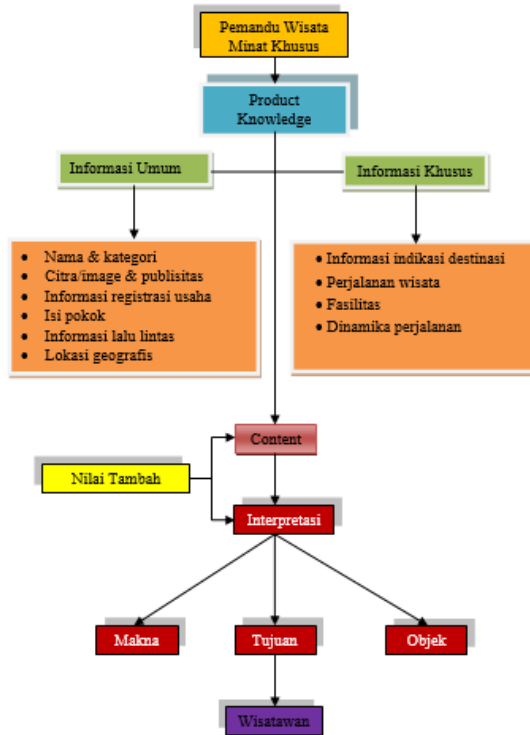 Pemandu Wisata
Minat Khusus
Product
Knowledge
Informasi Umum
Informasi Khusus
• Nama & kategori
• Citra/image & publisitas
• Informasi registrasi usaha
• Isi pokok
• Informasi lalu lintas
• Lokasi geografis
• Informasi indikasi destinasi
• Perjalanan wisata
• Fasilitas
• Dinamika perjalanan
Content
Nilai Tambah
Interpretasi
Makna
Tujuan
Objek
Wisatawan